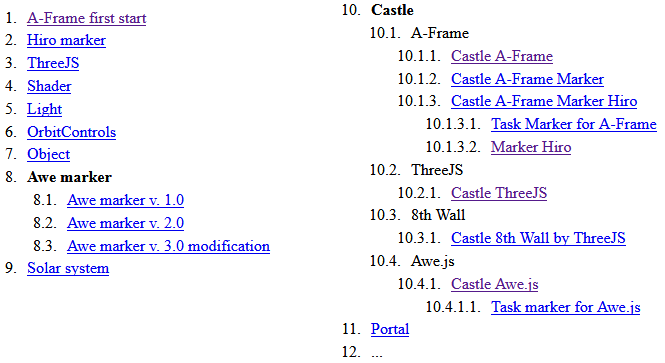 1. A-Frame first start
2. Hiro marker
3. ThreeJS
4. Shader
5. Light
6. OrbitControls
7. Object
8. Awe marker
8.1. Awe marker v. 1.0
8.2. Awe marker v. 2.0
8.3. Awe marker v. 3.0 modification
9. Solar system
10. Castle
10.1. A-Frame
10.1.1. Castle A-Frame
10.1.2. Castle A-Frame Marker
10.1.3. Castle A-Frame Marker Hiro
10.1.3.1. Task Marker for A-Frame
10.1.3.2. Marker Hiro
10.2. ThreeJS
10.2.1. Castle ThreeJS
10.3. 8th Wall
10.3.1. Castle 8th Wall by ThreeJS
10.4. Awe.js
10.4.1. Castle Awe.js
10.4.1.1. Task marker for Awe.js
11. Portal
12. ...